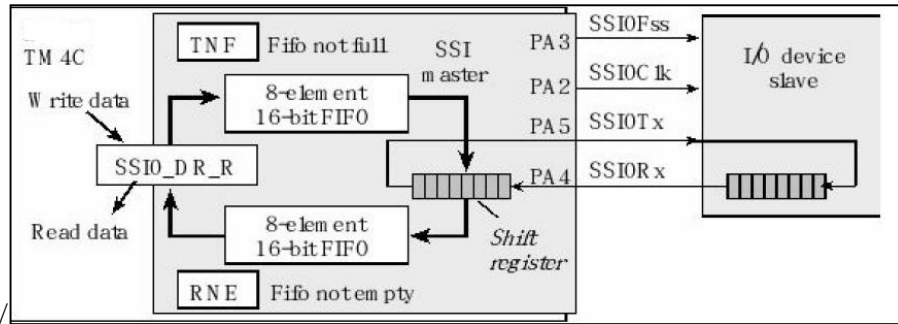 TM4C
Write data
SSI0_DR_R
Read data
TNF Fifo not full
8-element
16-bit FIFO
SSI
master
8-element
16-bit FIFO
Shift
register
RNE Fifo not empty
PA3 SSI0Fss
PA2 SSI0Clk
PA5 SSI0Tx
PA4 SSI0Rx
I/O device
slave
/